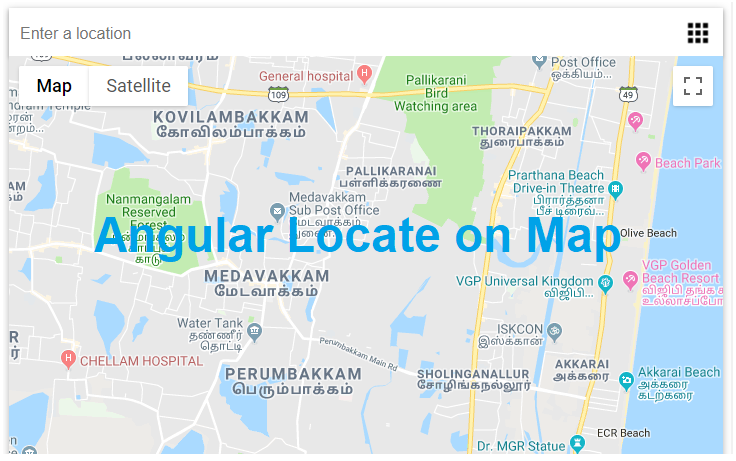 Enter a location
Map
Satellite
General hospital
Post Office
ஒக்கியம்...
Pallikarani
Bird
Watching area
109
49
KOVILAMBAKKAM
கோவிலம்பாக்கம்
THORAIPAKKAM
துரைபாக்கம்
PALLIKARANAI
பள்ளிக்கரணை
Beach Park
Prarthana Beach
Drive-in Theatre
பிரார்த்தனா
பீச் டிரைவ்...
Nanmangalam
Reserved
Forest
காடு
Medavakkam
Sub Post Office
மேடவாக்கம்
Angular Locate on Map
Olive Beach
MEDAVAKKAM
மேடவாக்கம்
VGP Universal Kingdom
விஜிபி...
VGP Golden
Beach Resort
விஜிபி தங்க
உல்லாசப்போ
Water Tank
தண்ணீர்
தொட்டி
ISKCON
இஸ்க்கான்
Perumbakkam Main Rd
CHELLAM HOSPITAL
PERUMBAKKAM
பெரும்பாக்கம்
SHOLINGANALLUR
சோழிங்கநல்லூர்
AKKARAI
அக்கரை
Akkarai Beach
அக்கரை
கடற்கரை
ECR Beach
Dr. MGR Statue